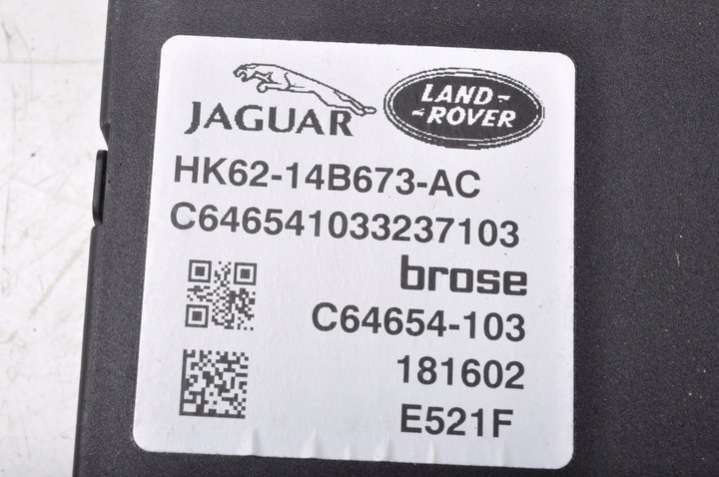 JAGUAR
LAND-
-ROVER
HK62-14B673-AC
C646541033237103
brose
C64654-103
181602
E521F